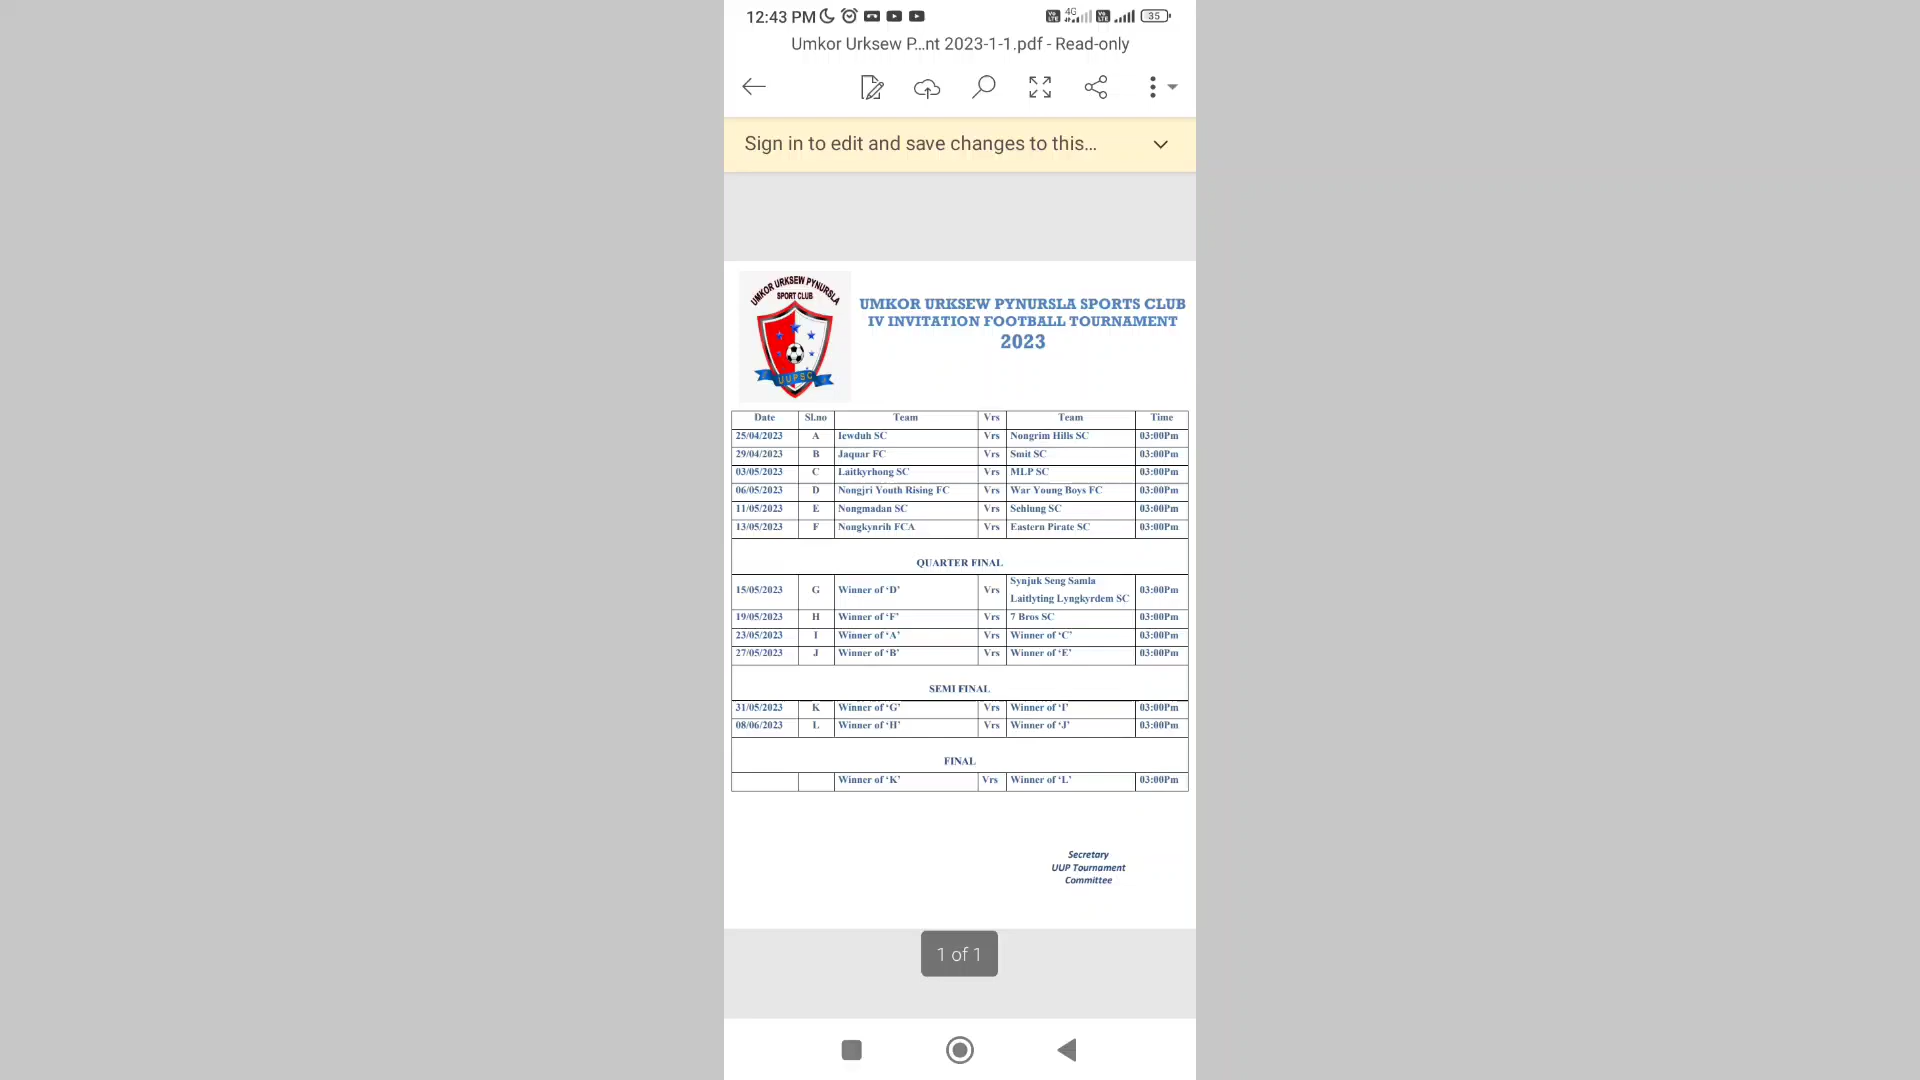 12:43 PM
4G
35
Umkor Urksew P...nt 2023-1-1.pdf - Read-only
Sign in to edit and save changes to this...
UMKOR URKSEW PYNURSLA
SPORT CLUB
UUPSC
UMKOR URKSEW PYNURSLA SPORTS CLUB
IV INVITATION FOOTBALL TOURNAMENT
2023
Date Sl.no Team Vrs Team Time
25/04/2023 A Iewduh SC Vrs Nongrim Hills SC 03:00Pm
29/04/2023 B Jaquar FC Vrs Smit SC 03:00Pm
03/05/2023 C Laitkyrhong SC Vrs MLP SC 03:00Pm
06/05/2023 D Nongjri Youth Rising FC Vrs War Young Boys FC 03:00Pm
11/05/2023 E Nongmadan SC Vrs Sehlung SC 03:00Pm
13/05/2023 F Nongkynrih FCA Vrs Eastern Pirate SC 03:00Pm
QUARTER FINAL
15/05/2023 G Winner of ‘D’ Vrs Synjuk Seng Samla
Laitlyting Lyngkyrdem SC 03:00Pm
19/05/2023 H Winner of ‘F’ Vrs 7 Bros SC 03:00Pm
23/05/2023 I Winner of ‘A’ Vrs Winner of ‘C’ 03:00Pm
27/05/2023 J Winner of ‘B’ Vrs Winner of ‘E’ 03:00Pm
SEMI FINAL
31/05/2023 K Winner of ‘G’ Vrs Winner of ‘I’ 03:00Pm
08/06/2023 L Winner of ‘H’ Vrs Winner of ‘J’ 03:00Pm
FINAL
Winner of ‘K’ Vrs Winner of ‘L’ 03:00Pm
Secretary
UUP Tournament
Committee
1 of 1